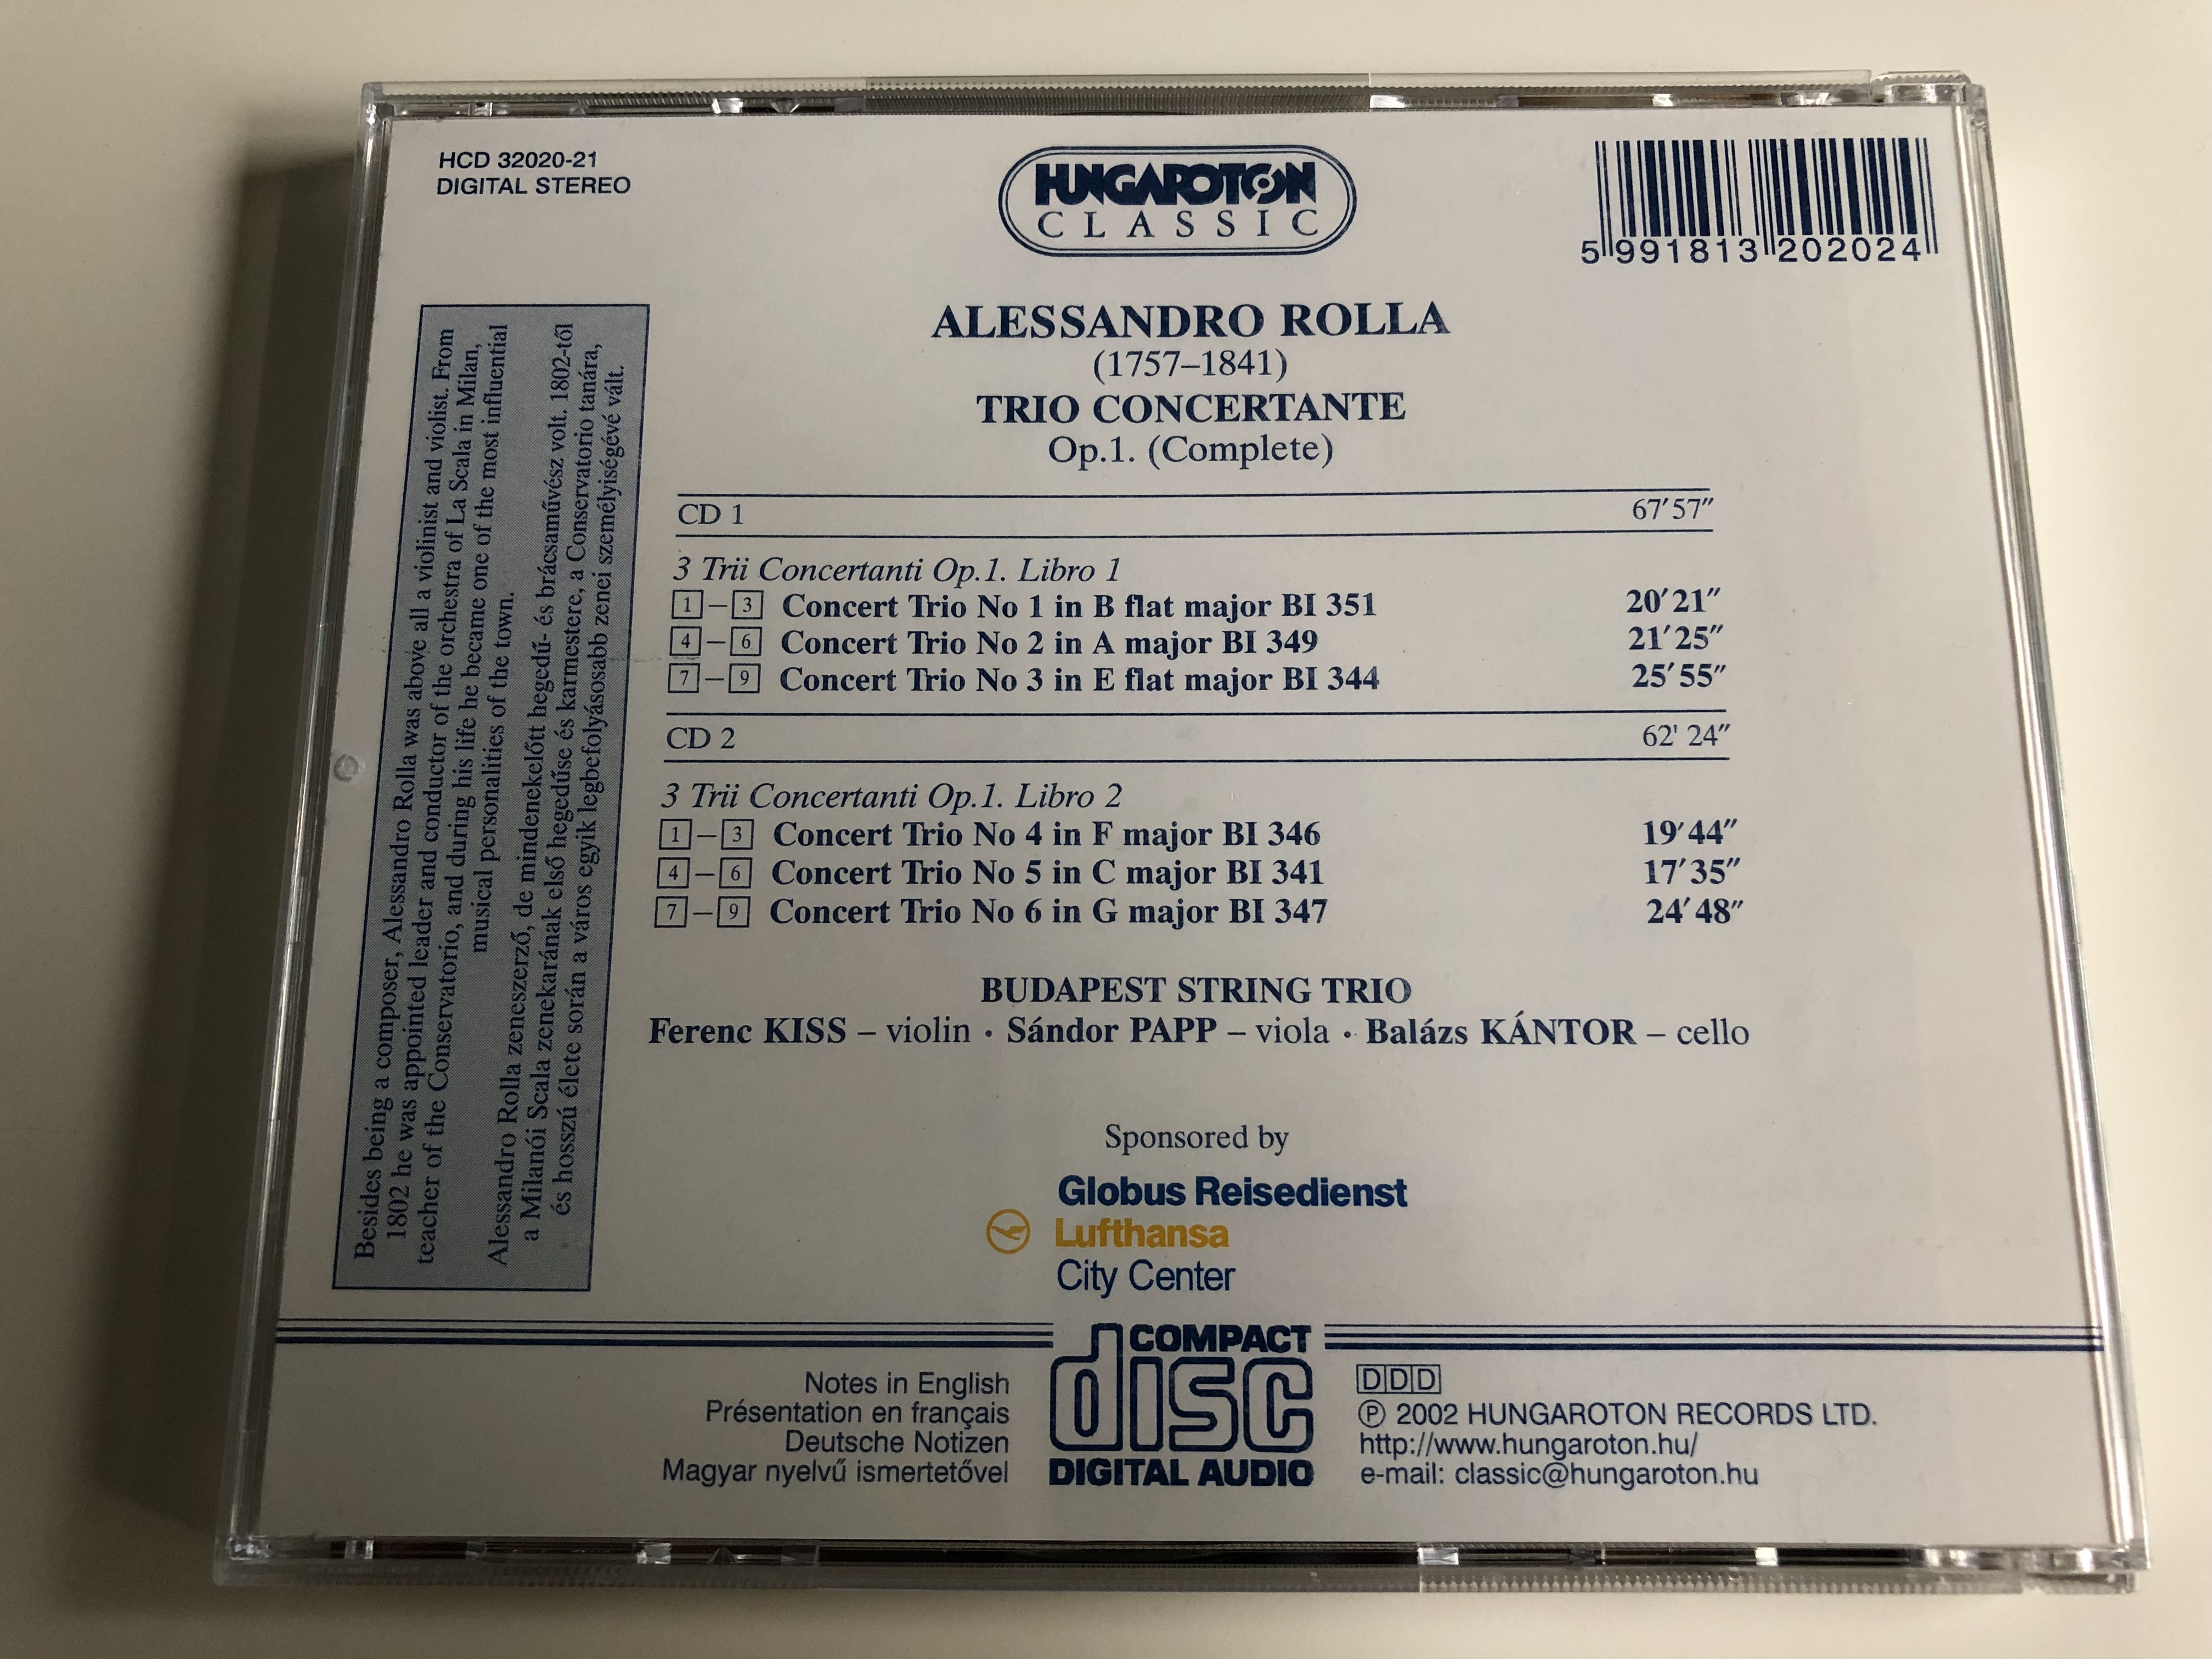 HCD 32020-21
DIGITAL STEREO
HUNGAROTON
CLASSIC
5 991813 202024
ALESSANDRO ROLLA
(1757–1841)
TRIO CONCERTANTE
Op.1. (Complete)
CD 1 67′57″
3 Trii Concertanti Op.1. Libro 1
1–3 Concert Trio No 1 in B flat major BI 351 20′21″
4–6 Concert Trio No 2 in A major BI 349 21′25″
7–9 Concert Trio No 3 in E flat major BI 344 25′55″
CD 2 62' 24″
3 Trii Concertanti Op.1. Libro 2
1–3 Concert Trio No 4 in F major BI 346 19′44″
4–6 Concert Trio No 5 in C major BI 341 17′35″
7–9 Concert Trio No 6 in G major BI 347 24′48″
BUDAPEST STRING TRIO
Ferenc KISS – violin · Sándor PAPP – viola · Balázs KÁNTOR – cello
Besides being a composer, Alessandro Rolla was above all a violinist and violist. From
1802 he was appointed leader and conductor of the orchestra of La Scala in Milan,
teacher of the Conservatorio, and during his life he became one of the most influential
musical personalities of the town.
Alessandro Rolla zeneszerző, de mindenekelőtt hegedű- és brácsaművész volt. 1802-től
a Milanói Scala zenekarának első hegedűse és karmestere, a Conservatorio tanára,
és hosszú élete során a város egyik legbefolyásosabb zenei személyiségévé vált.
Sponsored by
Globus Reisedienst
Lufthansa
City Center
Notes in English
Présentation en français
Deutsche Notizen
Magyar nyelvű ismertetővel
COMPACT
disc
DIGITAL AUDIO
DDD
℗ 2002 HUNGAROTON RECORDS LTD.
http://www.hungaroton.hu/
e-mail: classic@hungaroton.hu